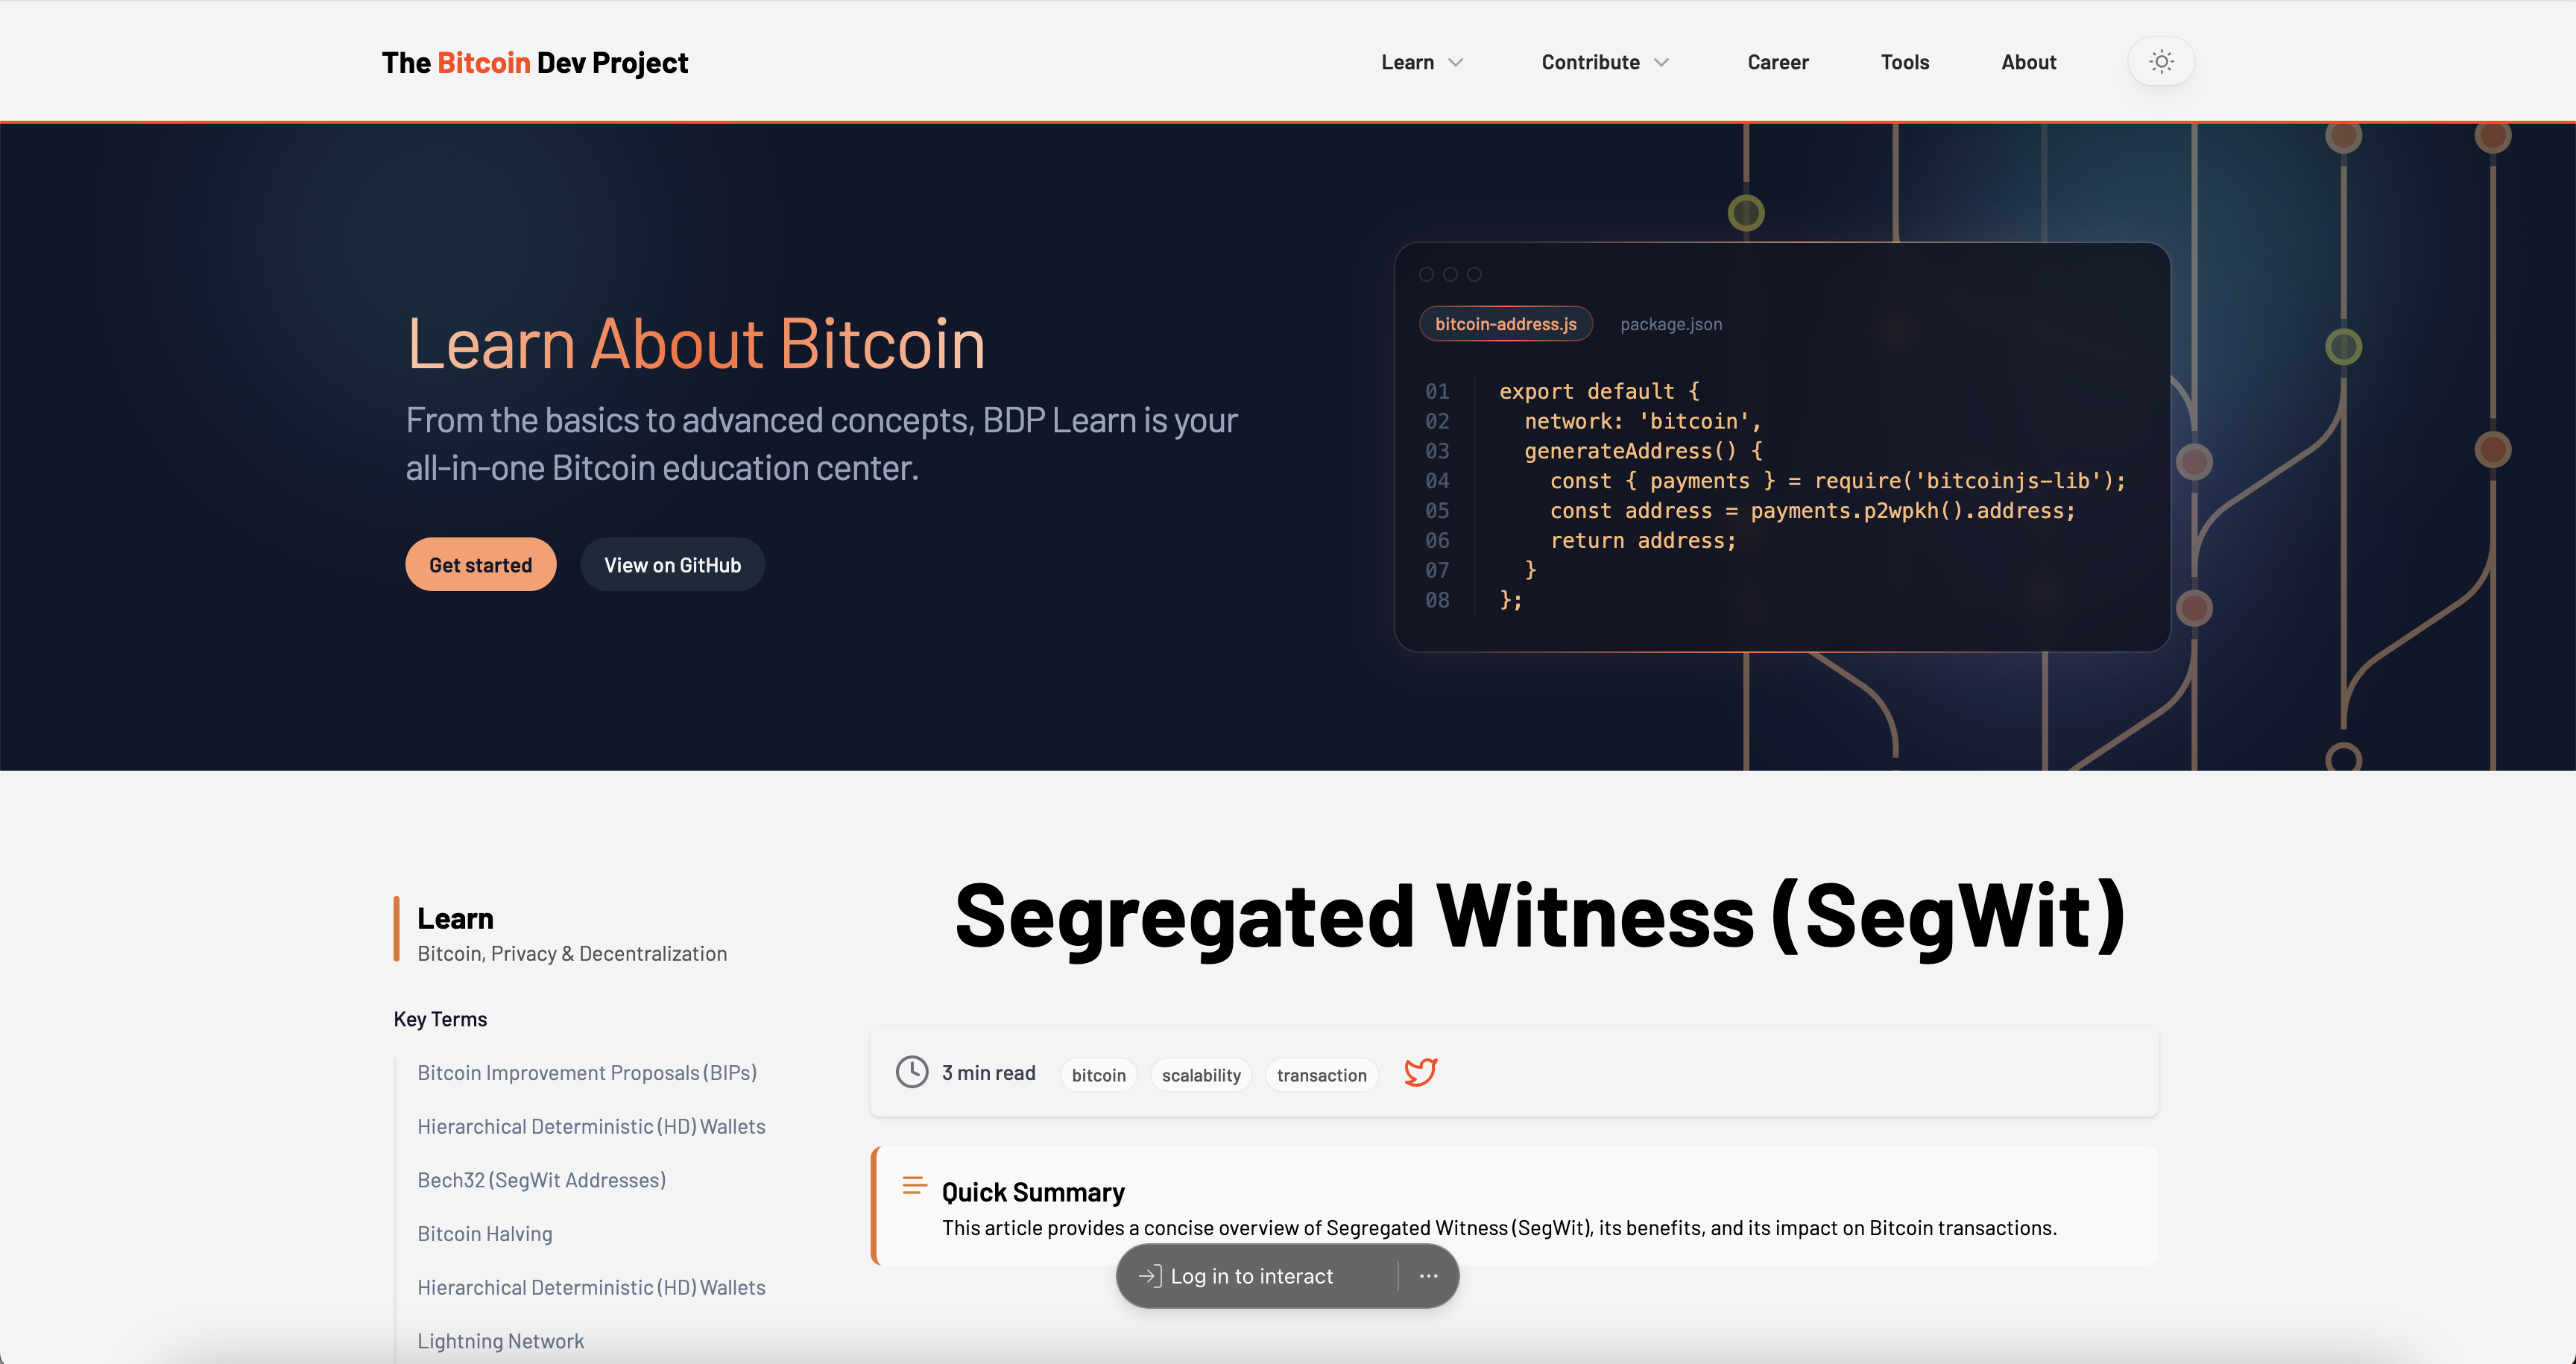 The Bitcoin Dev Project
Learn
Contribute
Career
Tools
About
Learn About Bitcoin
From the basics to advanced concepts, BDP Learn is your
all-in-one Bitcoin education center.
Get started
View on GitHub
bitcoin-address.js
package.json
01 export default {
02 network: 'bitcoin',
03 generateAddress() {
04 const { payments } = require('bitcoinjs-lib');
05 const address = payments.p2wpkh().address;
06 return address;
07 }
08 };
Learn
Bitcoin, Privacy & Decentralization
Key Terms
Bitcoin Improvement Proposals (BIPs)
Hierarchical Deterministic (HD) Wallets
Bech32 (SegWit Addresses)
Bitcoin Halving
Hierarchical Deterministic (HD) Wallets
Lightning Network
Segregated Witness (SegWit)
3 min read
bitcoin
scalability
transaction
Quick Summary
This article provides a concise overview of Segregated Witness (SegWit), its benefits, and its impact on Bitcoin transactions.
Log in to interact